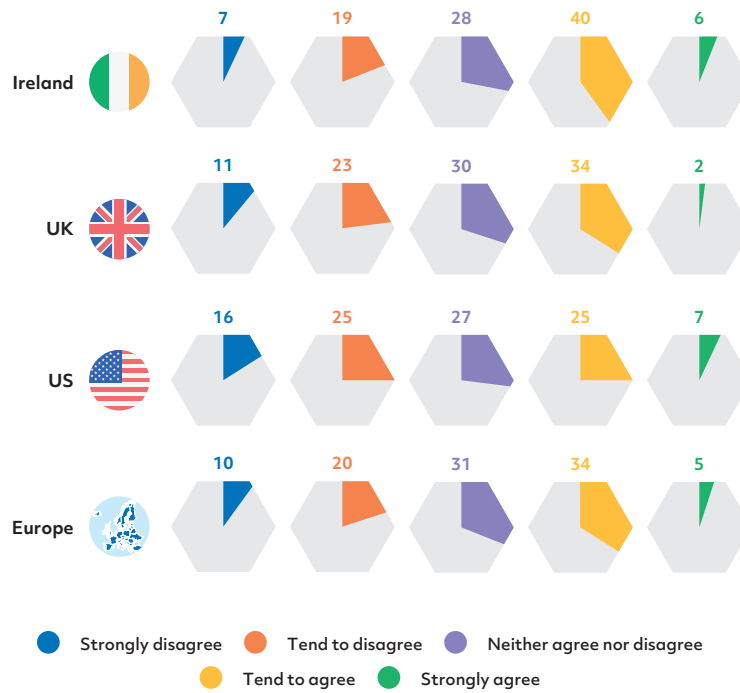 7 19 28 40 6
Ireland
11 23 30 34 2
UK
16 25 27 25 7
US
10 20 31 34 5
Europe
Strongly disagree Tend to disagree Neither agree nor disagree
Tend to agree Strongly agree